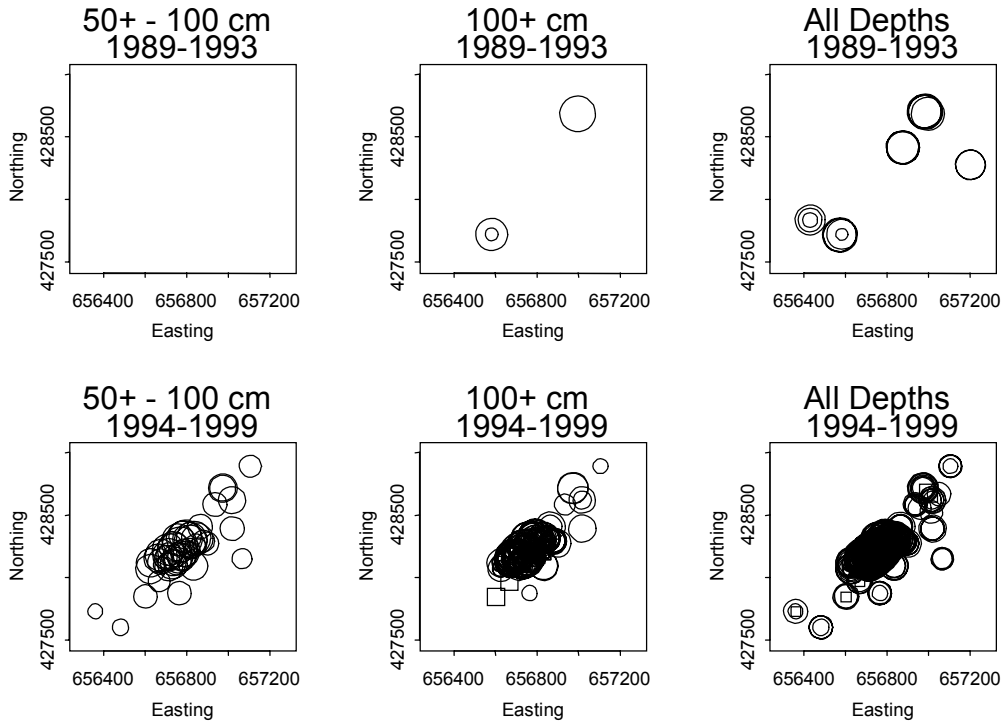 50+ - 100 cm
1989-1993
Northing
428500
427500
656400 656800 657200
Easting
100+ cm
1989-1993
Northing
428500
427500
656400 656800 657200
Easting
All Depths
1989-1993
Northing
428500
427500
656400 656800 657200
Easting
50+ - 100 cm
1994-1999
Northing
428500
427500
656400 656800 657200
Easting
100+ cm
1994-1999
Northing
428500
427500
656400 656800 657200
Easting
All Depths
1994-1999
Northing
428500
427500
656400 656800 657200
Easting